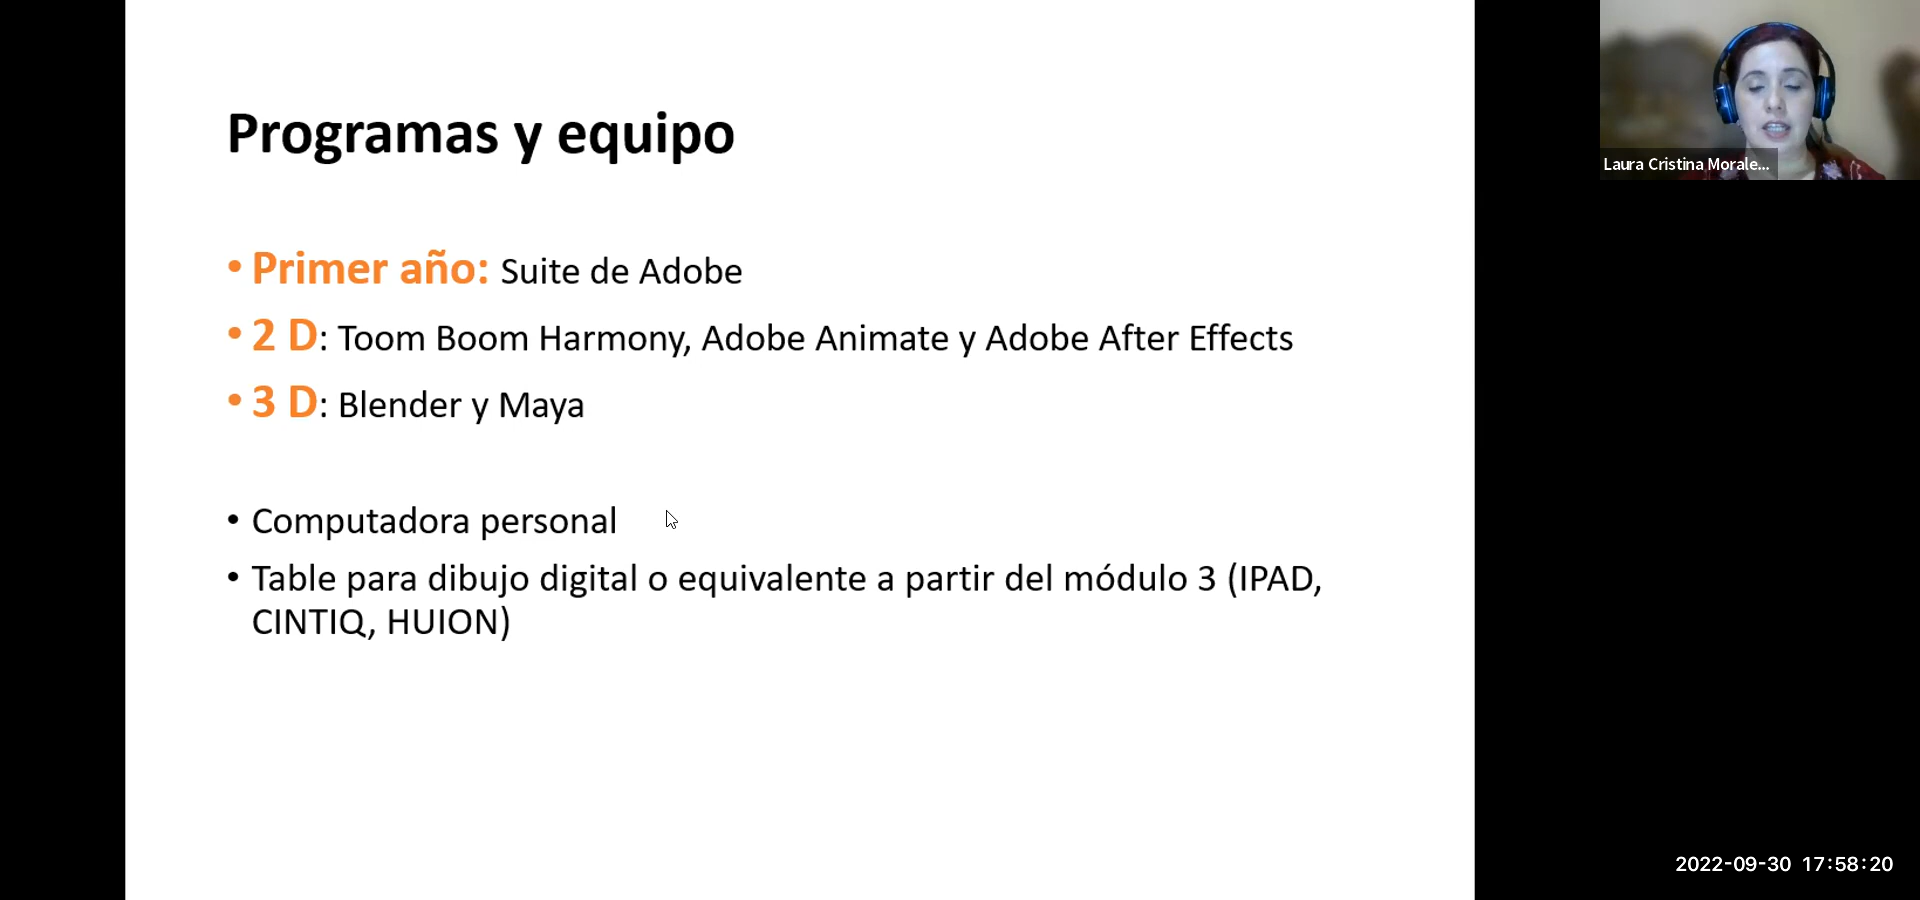 Programas y equipo
• Primer año: Suite de Adobe
• 2 D: Toom Boom Harmony, Adobe Animate y Adobe After Effects
• 3 D: Blender y Maya
• Computadora personal
• Table para dibujo digital o equivalente a partir del módulo 3 (IPAD,
CINTIQ, HUION)
Laura Cristina Morale...
2022-09-30 17:58:20